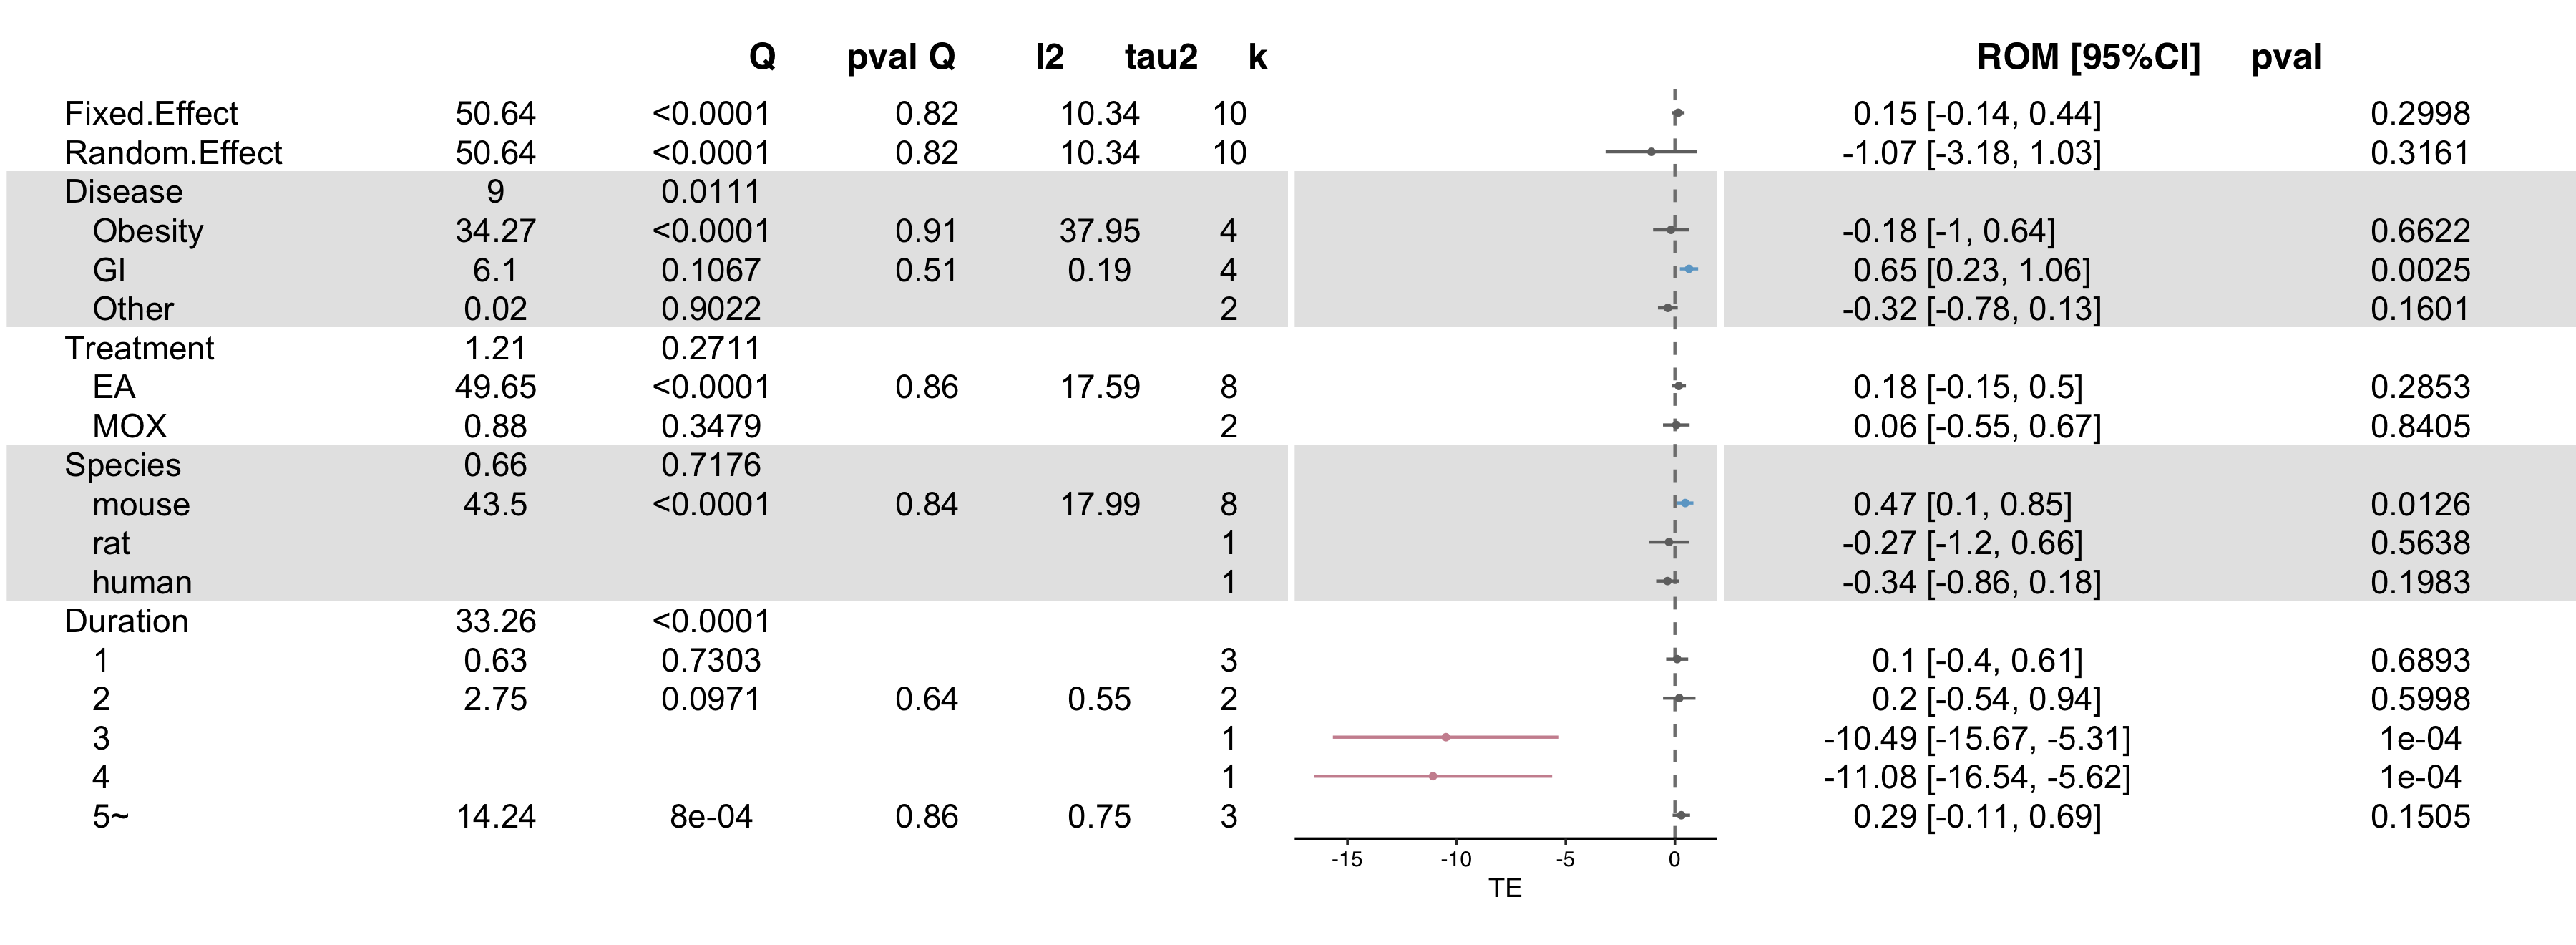 Q pval Q I2 tau2 k ROM [95%CI] pval
Fixed.Effect 50.64 <0.0001 0.82 10.34 10 0.15 [-0.14, 0.44] 0.2998
Random.Effect 50.64 <0.0001 0.82 10.34 10 -1.07 [-3.18, 1.03] 0.3161
Disease 9 0.0111
Obesity 34.27 <0.0001 0.91 37.95 4 -0.18 [-1, 0.64] 0.6622
GI 6.1 0.1067 0.51 0.19 4 0.65 [0.23, 1.06] 0.0025
Other 0.02 0.9022 2 -0.32 [-0.78, 0.13] 0.1601
Treatment 1.21 0.2711
EA 49.65 <0.0001 0.86 17.59 8 0.18 [-0.15, 0.5] 0.2853
MOX 0.88 0.3479 2 0.06 [-0.55, 0.67] 0.8405
Species 0.66 0.7176
mouse 43.5 <0.0001 0.84 17.99 8 0.47 [0.1, 0.85] 0.0126
rat 1 -0.27 [-1.2, 0.66] 0.5638
human 1 -0.34 [-0.86, 0.18] 0.1983
Duration 33.26 <0.0001
1 0.63 0.7303 3 0.1 [-0.4, 0.61] 0.6893
2 2.75 0.0971 0.64 0.55 2 0.2 [-0.54, 0.94] 0.5998
3 1 -10.49 [-15.67, -5.31] 1e-04
4 1 -11.08 [-16.54, -5.62] 1e-04
5~ 14.24 8e-04 0.86 0.75 3 0.29 [-0.11, 0.69] 0.1505
-15 -10 -5 0
TE